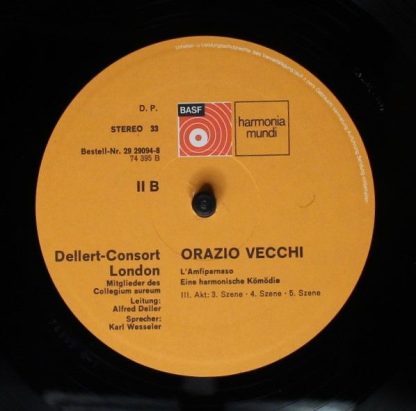 D. P.
STEREO 33
Bestell-Nr. 29 29094-8
74 395 B
BASF
harmonia
mundi
II B
Dellert-Consort
London
Mitglieder des
Collegium aureum
Leitung:
Alfred Deller
Sprecher:
Karl Wesseler
ORAZIO VECCHI
L'Amfiparnaso
Eine harmonische Kömödie
III. Akt: 3. Szene · 4. Szene · 5. Szene